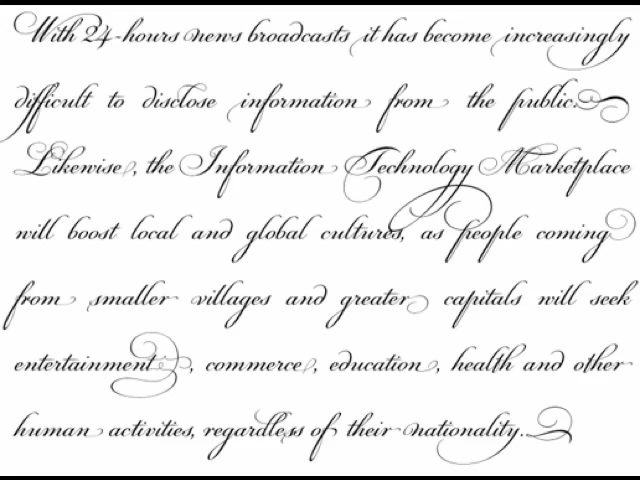 With 24-hours news broadcasts it has become increasingly
difficult to disclose information from the public.
Likewise, the Information Technology Marketplace
will boost local and global cultures, as people coming
from smaller villages and greater capitals will seek
entertainment, commerce, education, health and other
human activities, regardless of their nationality.